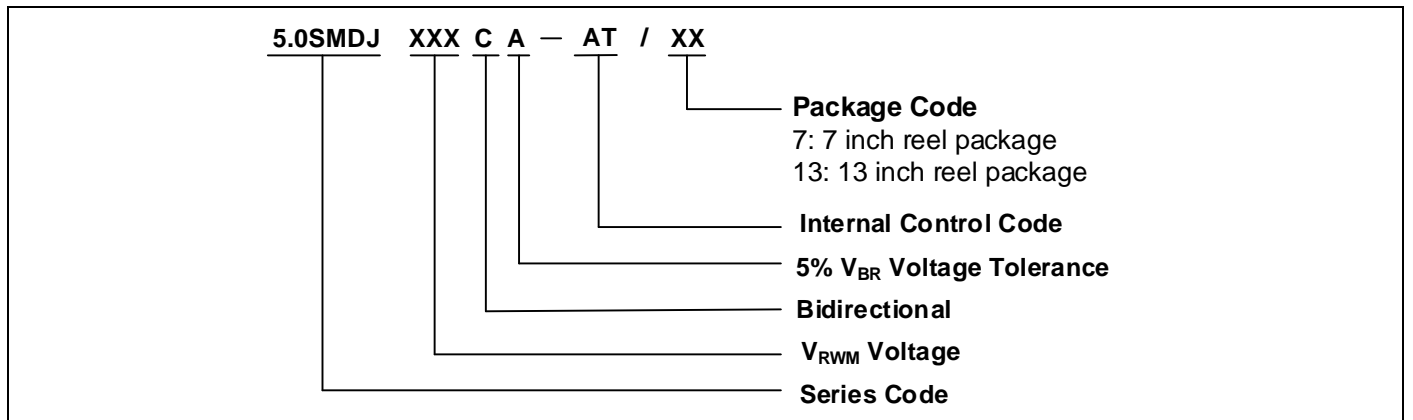 5.0SMDJ XXX C A — AT / XX
Package Code
7: 7 inch reel package
13: 13 inch reel package
Internal Control Code
5% VBR Voltage Tolerance
Bidirectional
VRWM Voltage
Series Code